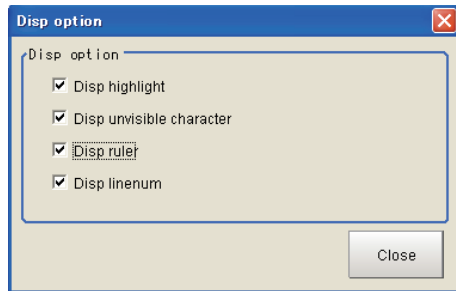 Disp option
Disp option
Disp highlight
Disp unvisible character
Disp ruler
Disp linenum
Close